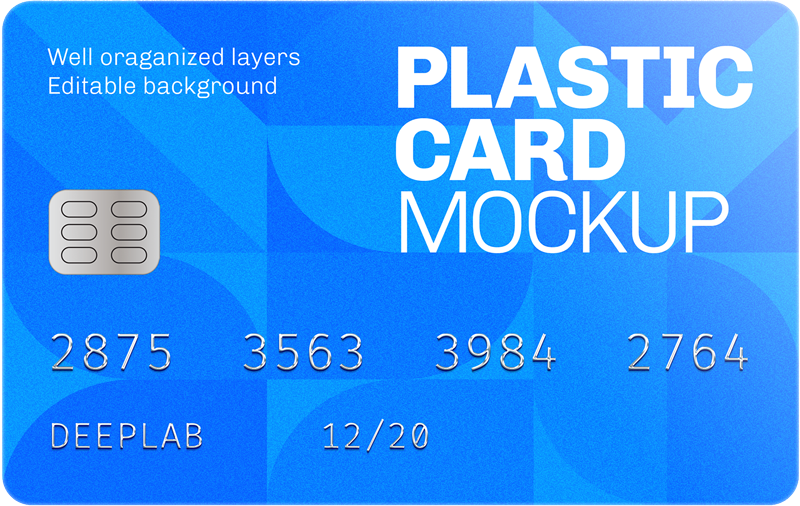 Well oraganized layers
Editable background
PLASTIC
CARD
MOCKUP
2875 3563 3984 2764
DEEPLAB 12/20